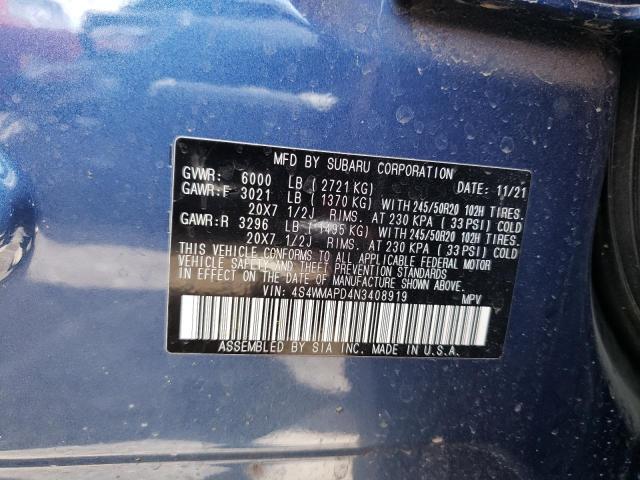 MFD BY SUBARU CORPORATION
GVWR: 6000 LB ( 2721 KG) DATE: 11/21
GAWR:F 3021 LB ( 1370 KG) WITH 245/50R20 102H TIRES.
20X7 1/2J RIMS. AT 230 KPA ( 33 PSI) COLD
GAWR:R 3296 LB ( 1495 KG) WITH 245/50R20 102H TIRES.
20X7 1/2J RIMS. AT 230 KPA ( 33 PSI) COLD
THIS VEHICLE CONFORMS TO ALL APPLICABLE FEDERAL MOTOR
VEHICLE SAFETY AND THEFT PREVENTION STANDARDS
IN EFFECT ON THE DATE OF MANUFACTURE SHOWN ABOVE.
VIN: 4S4WMAPD4N3408919 MPV
ASSEMBLED BY SIA INC. MADE IN U.S.A.